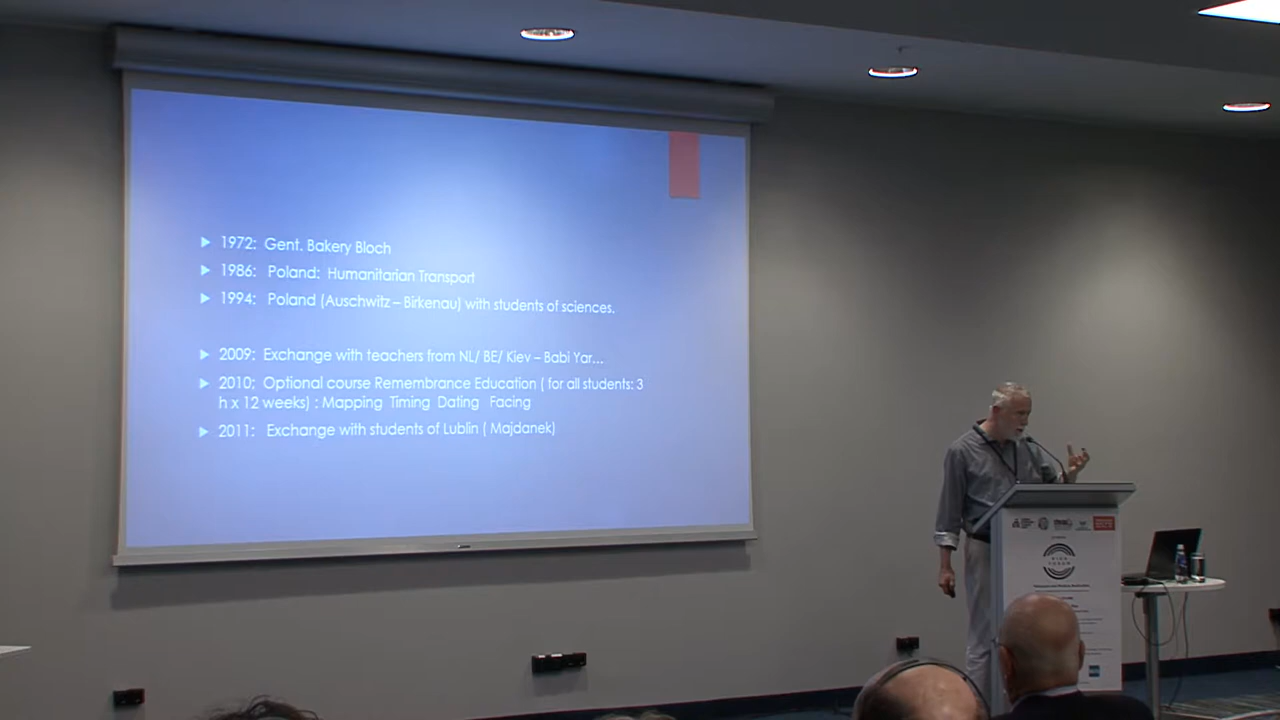 1972: Gent. Bakery Bloch
1986: Poland: Humanitarian Transport
1994: Poland (Auschwitz – Birkenau) with students of sciences.
2009: Exchange with teachers from NL/ BE/ Kiev – Babi Yar...
2010: Optional course Remembrance Education ( for all students: 3
h x 12 weeks) : Mapping Timing Dating Facing
2011: Exchange with students of Lublin ( Majdanek)